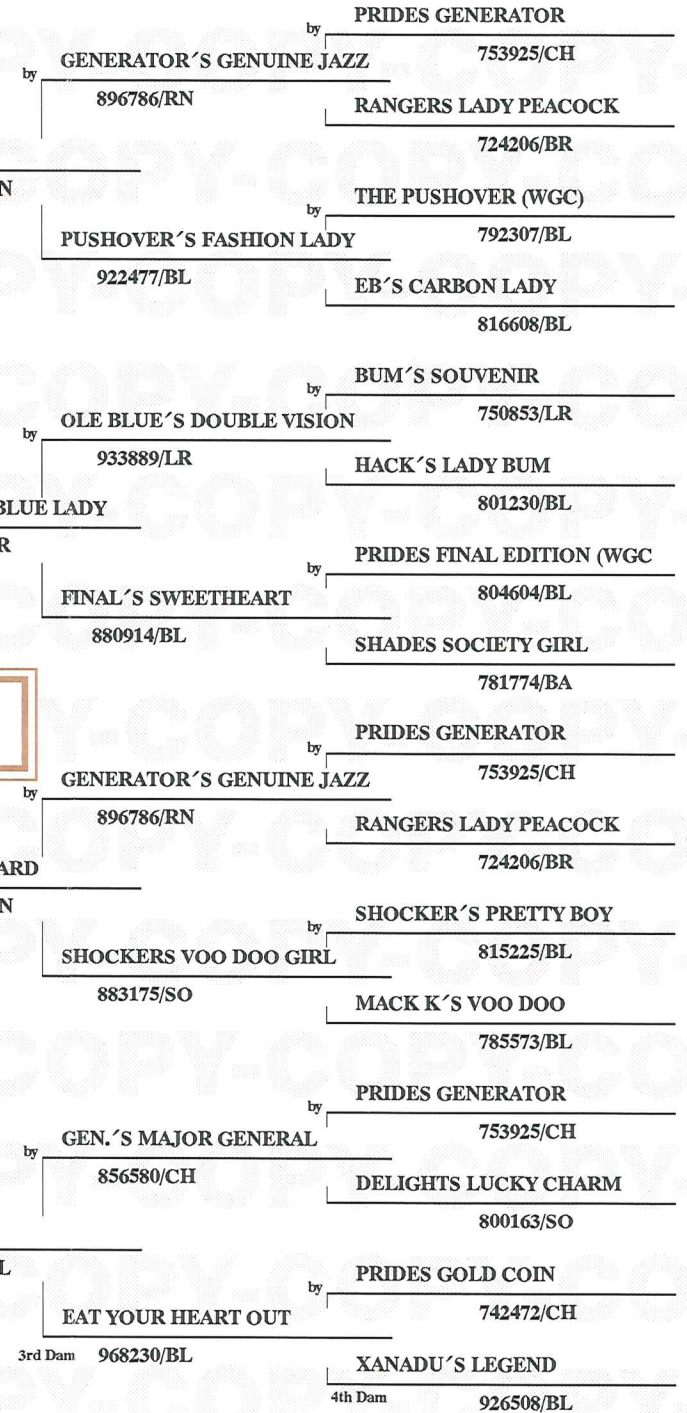 by PRIDES GENERATOR
753925/CH
by GENERATOR´S GENUINE JAZZ
896786/RN
RANGERS LADY PEACOCK
724206/BR
N
by THE PUSHOVER (WGC)
792307/BL
PUSHOVER´S FASHION LADY
922477/BL
EB´S CARBON LADY
816608/BL
by BUM´S SOUVENIR
750853/LR
by OLE BLUE´S DOUBLE VISION
933889/LR
HACK´S LADY BUM
801230/BL
BLUE LADY
R
by PRIDES FINAL EDITION (WGC
804604/BL
FINAL´S SWEETHEART
880914/BL
SHADES SOCIETY GIRL
781774/BA
by PRIDES GENERATOR
753925/CH
by GENERATOR´S GENUINE JAZZ
896786/RN
RANGERS LADY PEACOCK
724206/BR
ARD
N
by SHOCKER´S PRETTY BOY
815225/BL
SHOCKERS VOO DOO GIRL
883175/SO
MACK K´S VOO DOO
785573/BL
by PRIDES GENERATOR
753925/CH
by GEN.´S MAJOR GENERAL
856580/CH
DELIGHTS LUCKY CHARM
800163/SO
L
by PRIDES GOLD COIN
742472/CH
EAT YOUR HEART OUT
3rd Dam 968230/BL
XANADU´S LEGEND
4th Dam 926508/BL
COPY-COPY-COPY-COPY